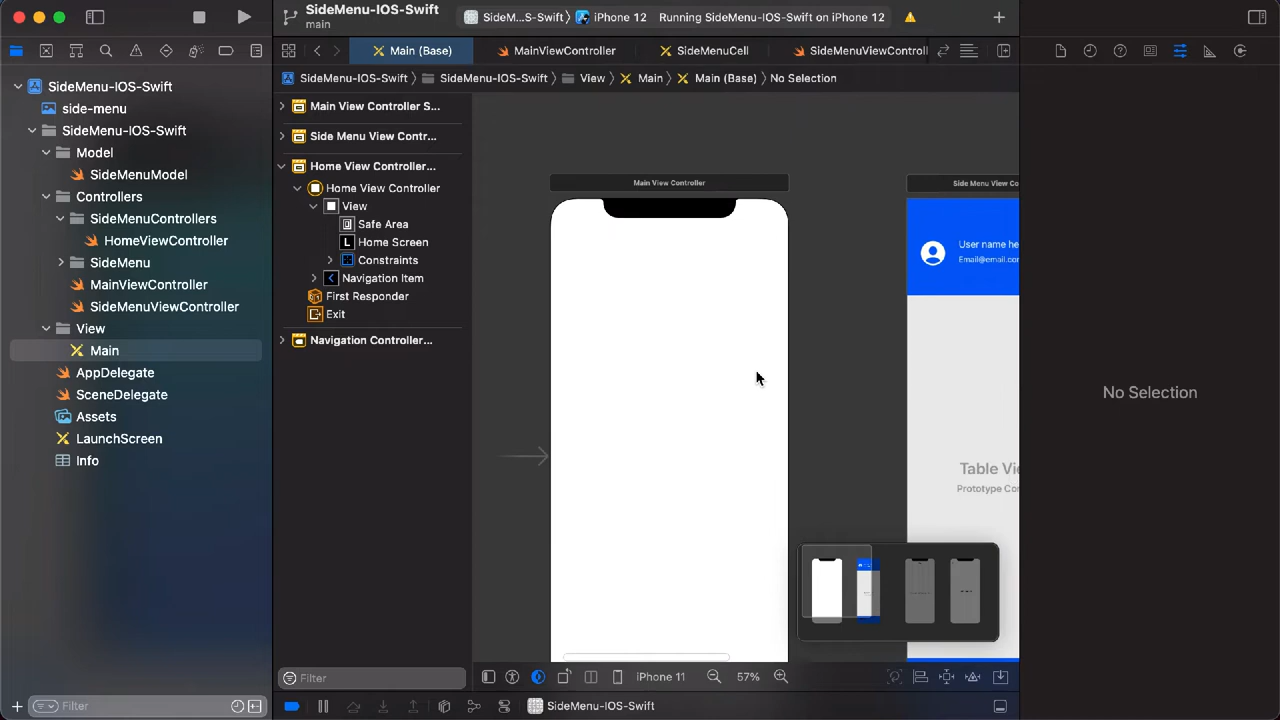 SideMenu-IOS-Swift
main
SideM...S-Swift
iPhone 12
Running SideMenu-IOS-Swift on iPhone 12
Main (Base)
MainViewController
SideMenuCell
SideMenuViewControll
SideMenu-IOS-Swift
SideMenu-IOS-Swift
View
Main
Main (Base)
No Selection
SideMenu-IOS-Swift
side-menu
SideMenu-IOS-Swift
Model
SideMenuModel
Controllers
SideMenuControllers
HomeViewController
SideMenu
MainViewController
SideMenuViewController
View
Main
AppDelegate
SceneDelegate
Assets
LaunchScreen
Info
Filter
Main View Controller S...
Side Menu View Contr...
Home View Controller...
Home View Controller
View
Safe Area
L Home Screen
Constraints
Navigation Item
First Responder
Exit
Navigation Controller...
Filter
Main View Controller
Side Menu View Co
User name he
Email@email.com
Table Vie
Prototype Con
iPhone 11
57%
SideMenu-IOS-Swift
No Selection